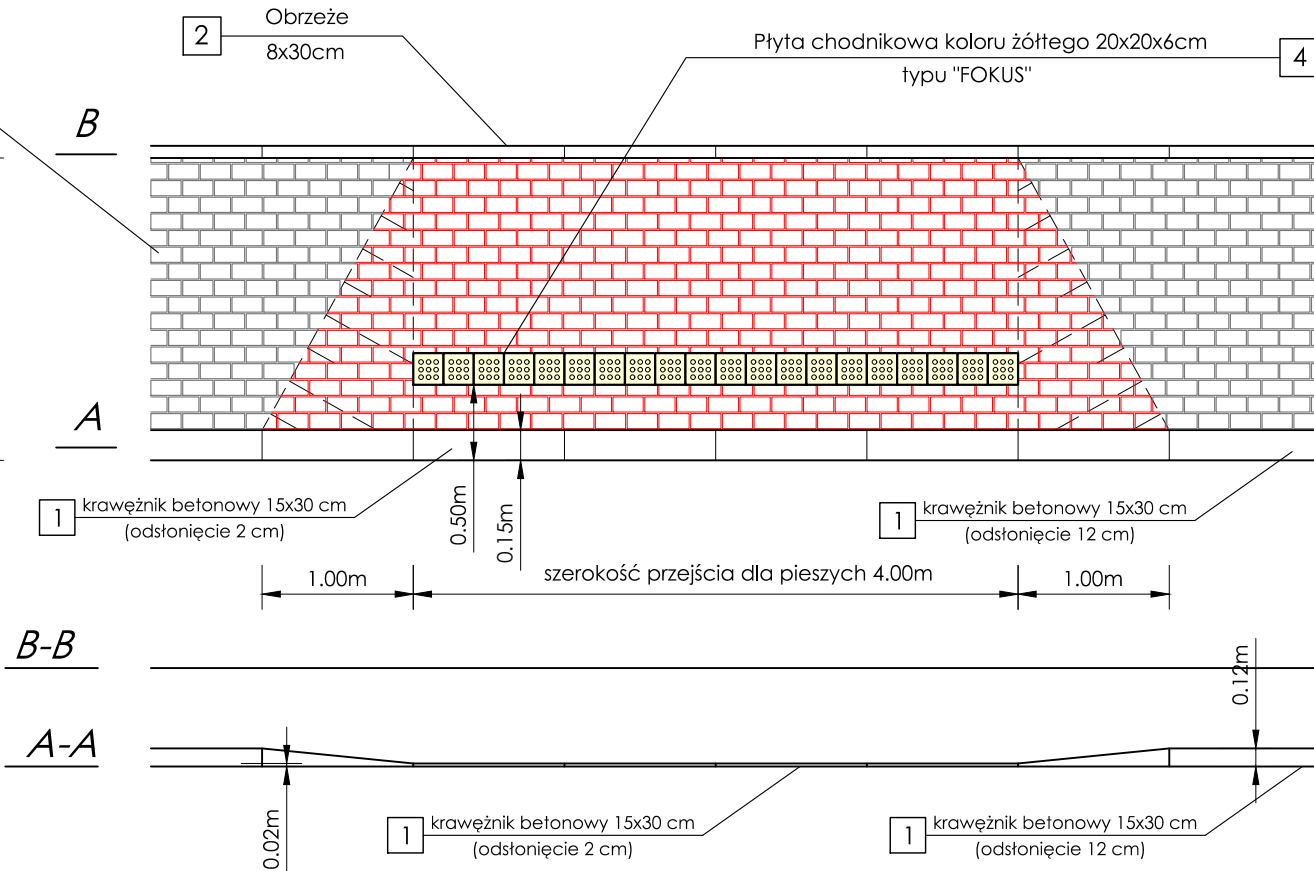 2
Obrzeże
8x30cm
Płyta chodnikowa koloru żółtego 20x20x6cm
typu "FOKUS"
4
B
A
1
krawężnik betonowy 15x30 cm
(odsłonięcie 2 cm)
0.50m
0.15m
1
krawężnik betonowy 15x30 cm
(odsłonięcie 12 cm)
1.00m
szerokość przejścia dla pieszych 4.00m
1.00m
B-B
0.12m
A-A
0.02m
1
krawężnik betonowy 15x30 cm
(odsłonięcie 2 cm)
1
krawężnik betonowy 15x30 cm
(odsłonięcie 12 cm)